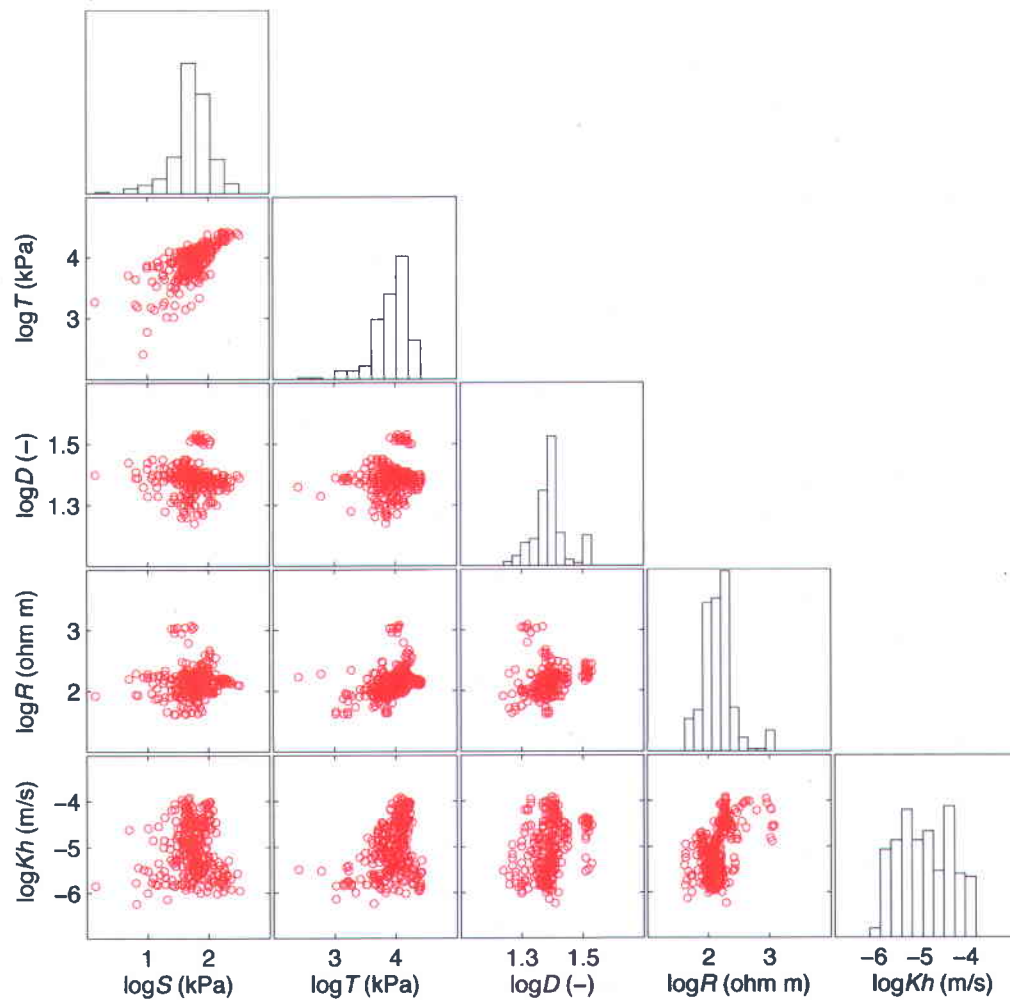 logT (kPa)
4
3
logD (–)
1.5
1.3
logR (ohm m)
3
2
logKh (m/s)
–4
–5
–6
1 2 3 4 1.3 1.5 2 3 –6 –5 –4
logS (kPa) logT (kPa) logD (–) logR (ohm m) logKh (m/s)